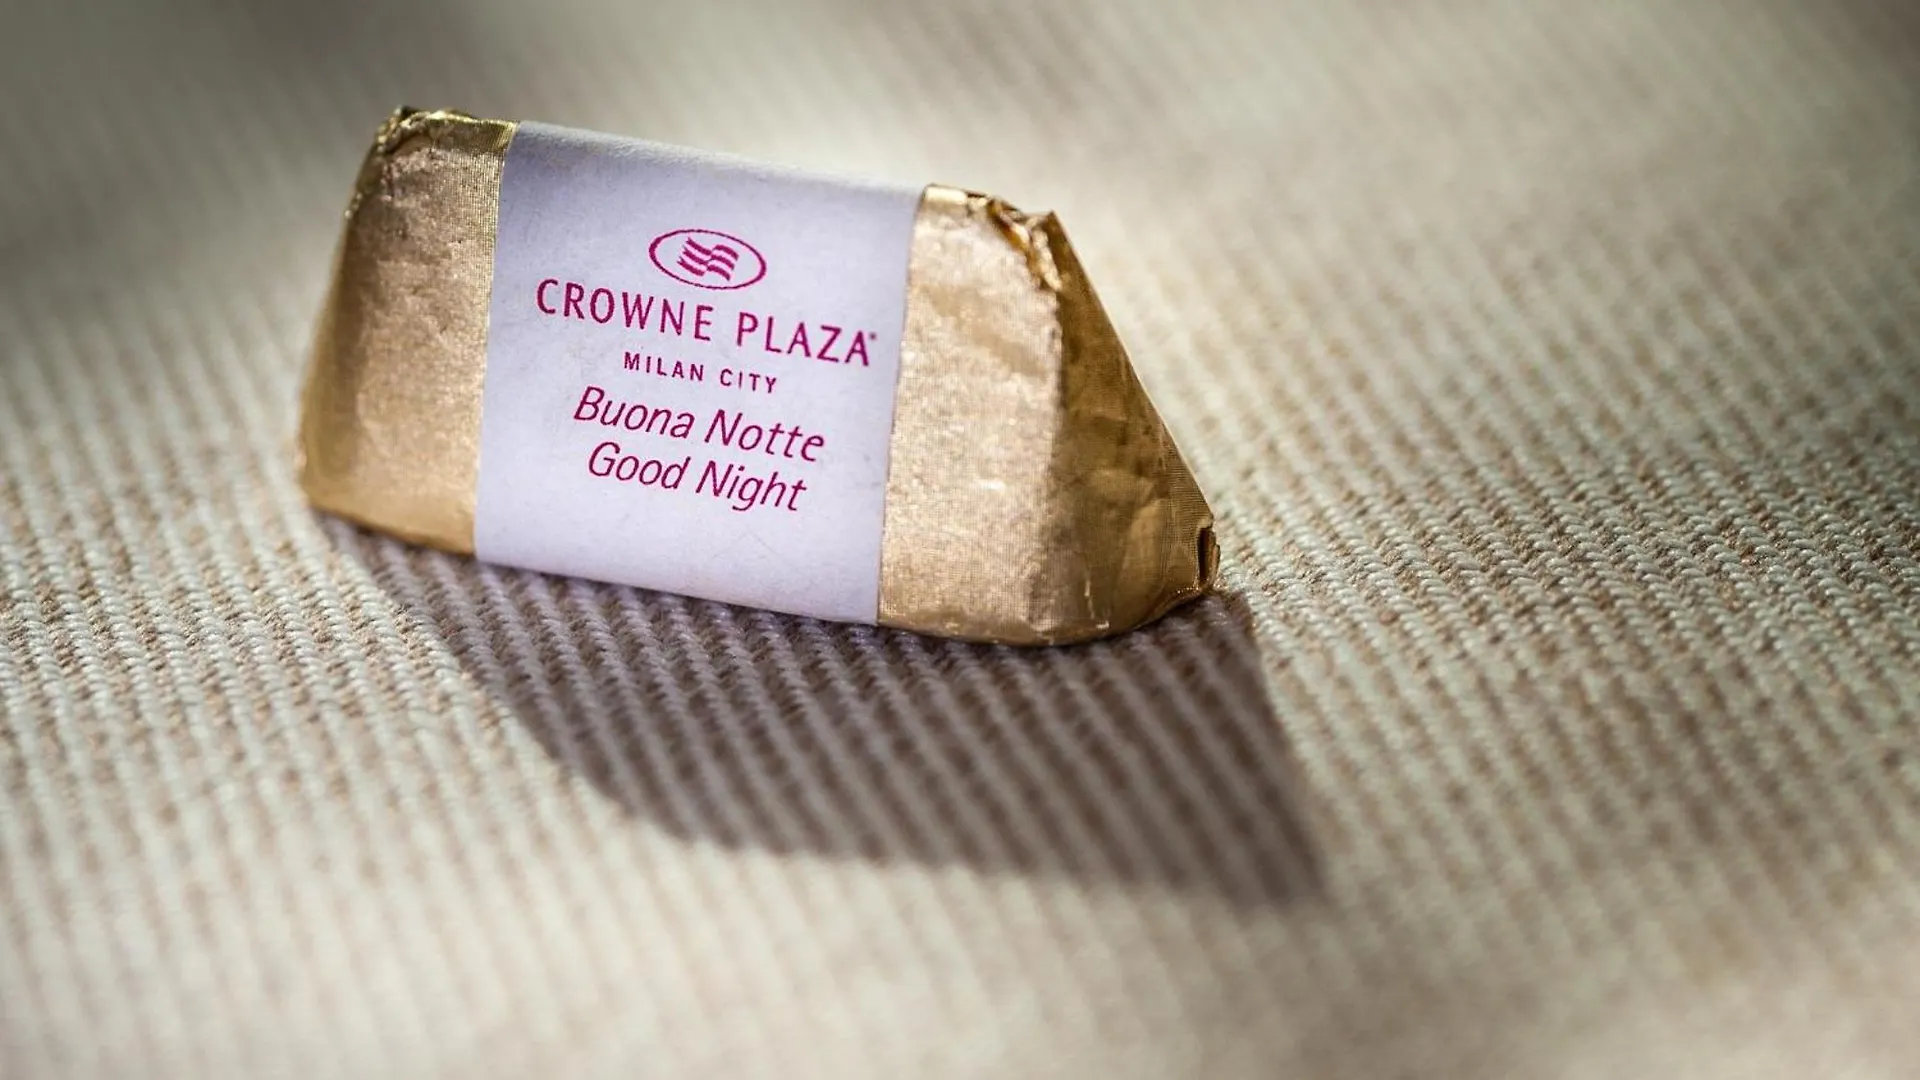 CROWNE PLAZA
MILAN CITY
Buona Notte
Good Night